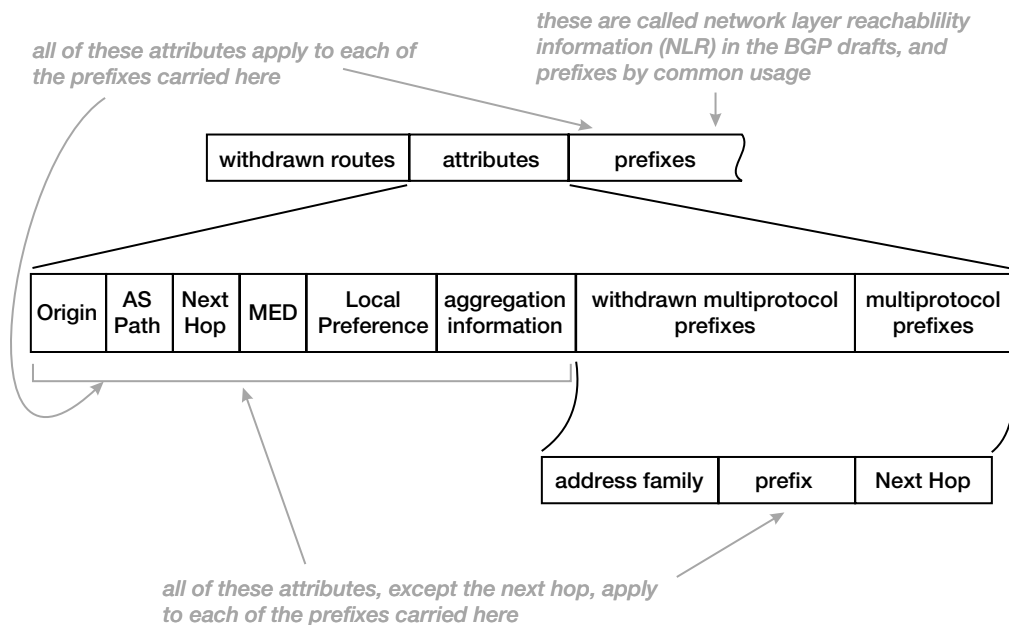 these are called network layer reachablility
information (NLR) in the BGP drafts, and
prefixes by common usage
all of these attributes apply to each of
the prefixes carried here
withdrawn routes
attributes
prefixes
Origin
AS
Path
Next
Hop
MED
Local
Preference
aggregation
information
withdrawn multiprotocol
prefixes
multiprotocol
prefixes
address family
prefix
Next Hop
all of these attributes, except the next hop, apply
to each of the prefixes carried here